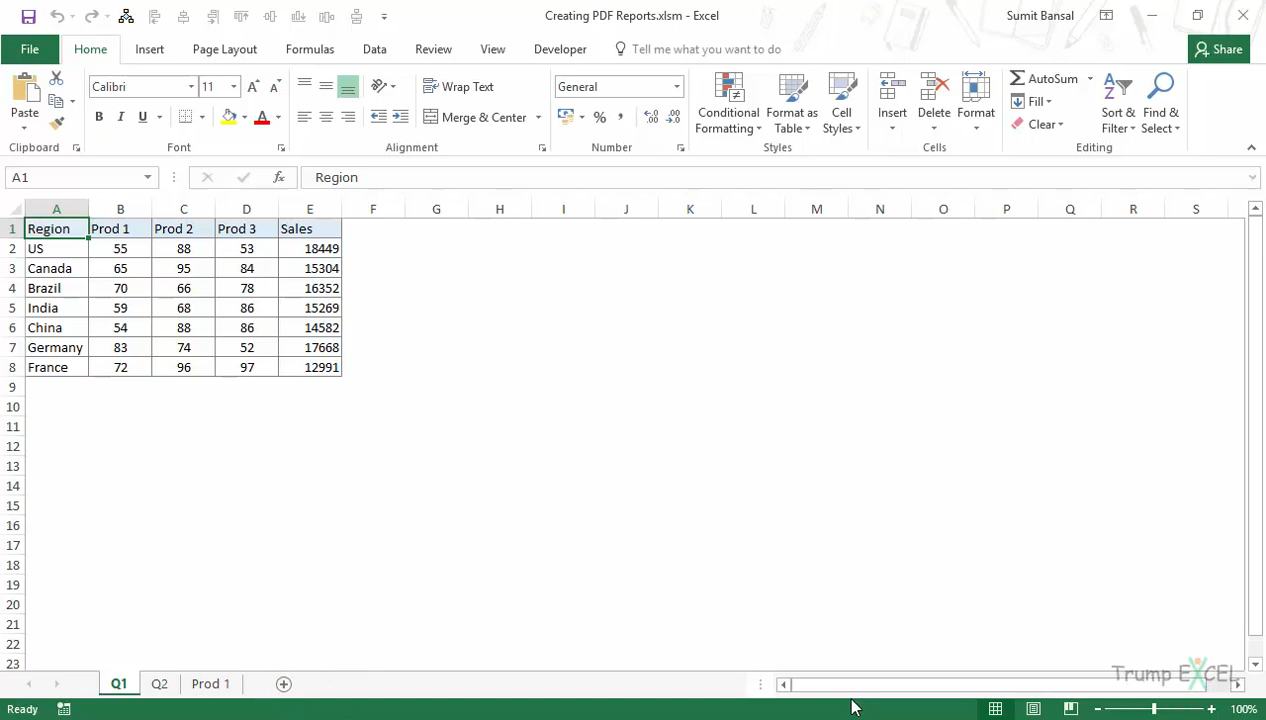 Creating PDF Reports.xlsm - Excel
Sumit Bansal
File Home Insert Page Layout Formulas Data Review View Developer Tell me what you want to do Share
Paste
Clipboard
Calibri 11
B I U
Font
Wrap Text
Merge & Center
Alignment
General
% ,
Number
Conditional Formatting
Format as Table
Cell Styles
Styles
Insert Delete Format
Cells
AutoSum
Fill
Clear
Sort & Filter
Find & Select
Editing
A1 fx Region
A B C D E F G H I J K L M N O P Q R S
1 Region Prod 1 Prod 2 Prod 3 Sales
2 US 55 88 53 18449
3 Canada 65 95 84 15304
4 Brazil 70 66 78 16352
5 India 59 68 86 15269
6 China 54 88 86 14582
7 Germany 83 74 52 17668
8 France 72 96 97 12991
9
10
11
12
13
14
15
16
17
18
19
20
21
22
23
Q1 Q2 Prod 1
Trump EXCEL
Ready 100%